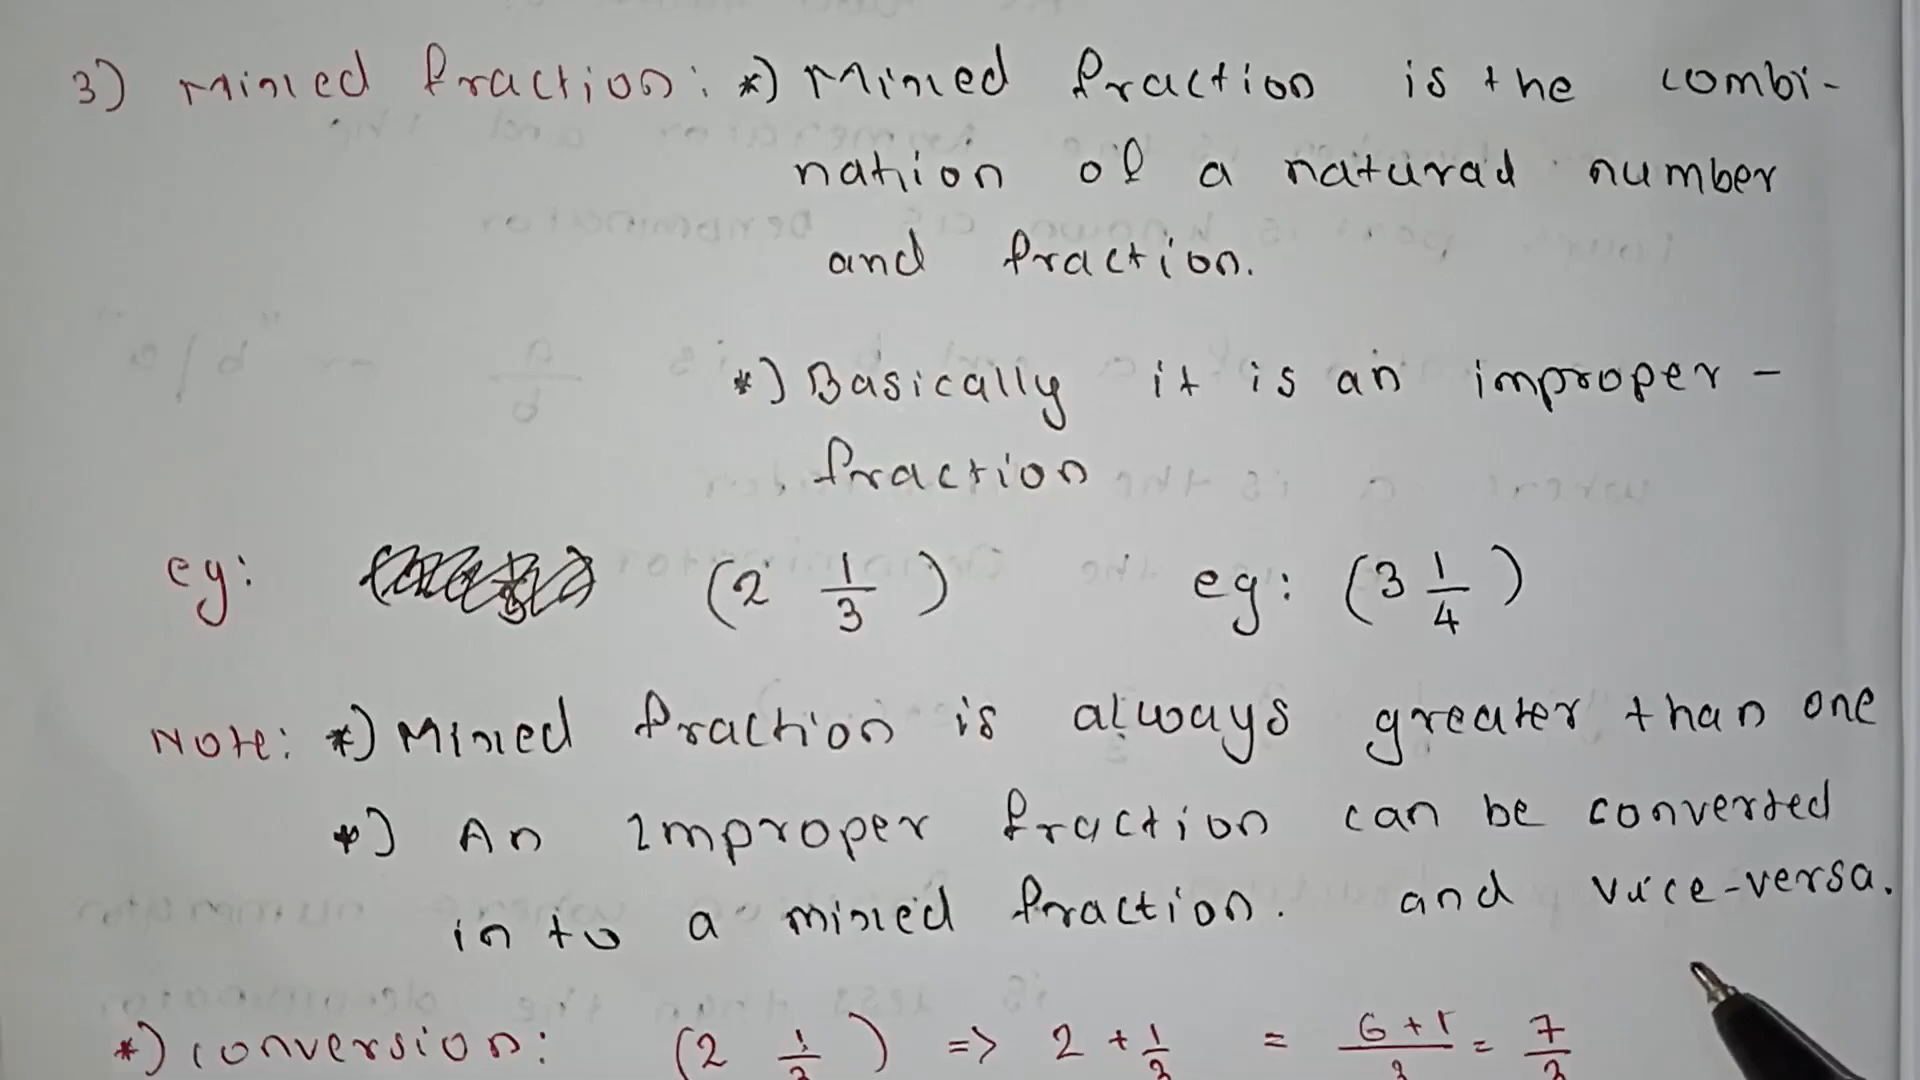 3) Mixed fraction: *) Mixed fraction is the combi-
nation of a natural number
and fraction.
*) Basically it is an improper-
fraction
eg: (2 1/3) eg: (3 1/4)
Note: *) Mixed fraction is always greater than one
*) An Improper fraction can be converted
in to a mixed fraction. and vice-versa.
*) conversion: (2 1/3) => 2 + 1/3 = 6+1/3 = 7/3